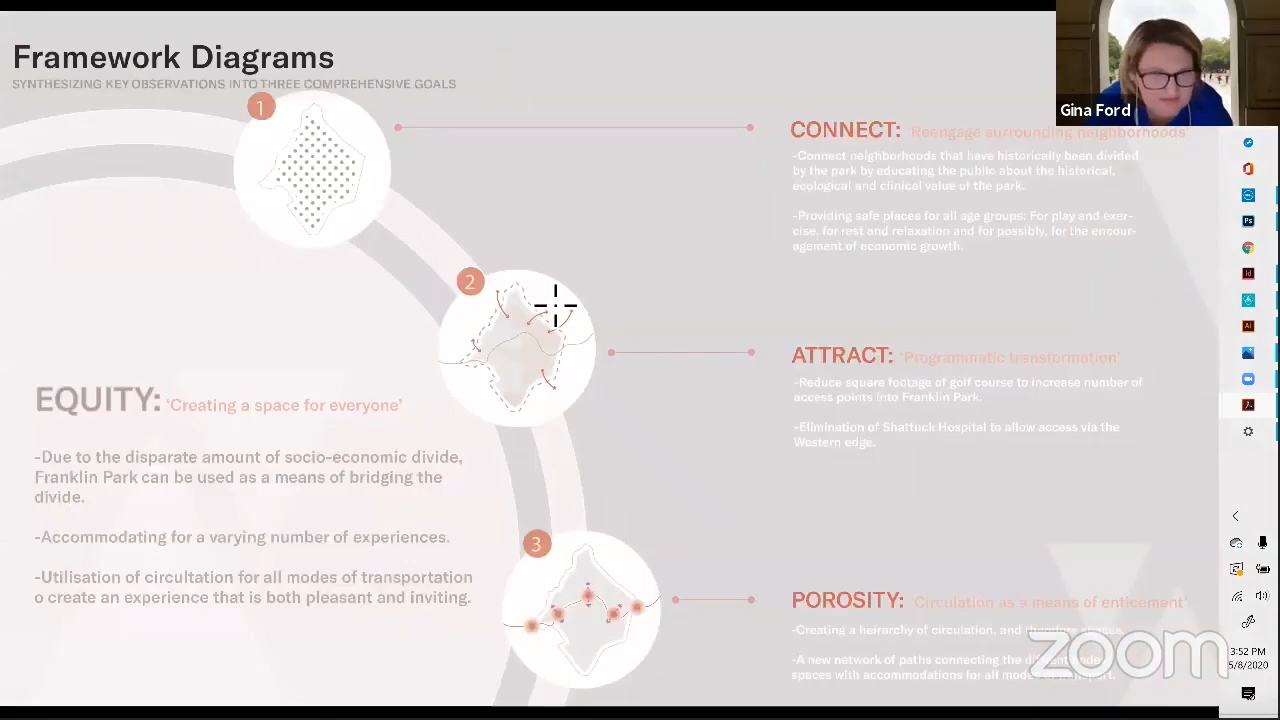 Framework Diagrams
SYNTHESIZING KEY OBSERVATIONS INTO THREE COMPREHENSIVE GOALS
Gina Ford
1
CONNECT: 'Reengage surrounding neighborhoods'
-Connect neighborhoods that have historically been divided
by the park by educating the public about the historical,
ecological and clinical value of the park.
-Providing safe places for all age groups: For play and exer-
cise, for rest and relaxation and for possibly, for the encour-
agement of economic growth.
2
ATTRACT: 'Programmatic transformation'
-Reduce square footage of golf course to increase number of
access points into Franklin Park.
-Elimination of Shattuck Hospital to allow access via the
Western edge.
EQUITY: 'Creating a space for everyone'
-Due to the disparate amount of socio-economic divide,
Franklin Park can be used as a means of bridging the
divide.
-Accommodating for a varying number of experiences.
-Utilisation of circultation for all modes of transportation
o create an experience that is both pleasant and inviting.
3
POROSITY: 'Circulation as a means of enticement'
-Creating a heirarchy of circulation, and therefore spaces.
-A new network of paths connecting the different
spaces with accommodations for all modes of transport.
zoom
Ps
Id
Ai
3:52 PM
5/8/2020